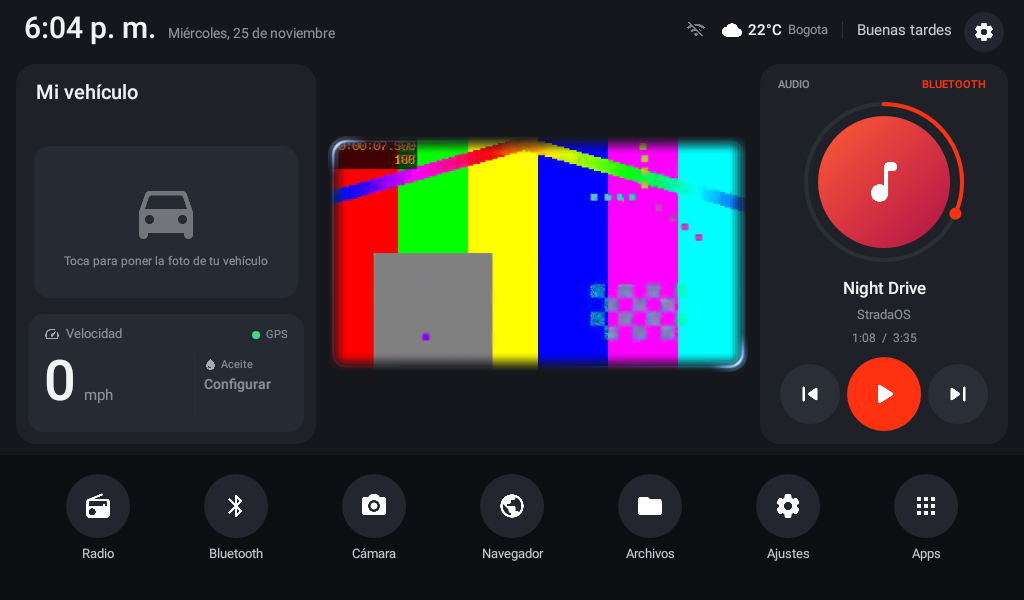 6:04 p. m.
Miércoles, 25 de noviembre
22°C Bogota
Buenas tardes
Mi vehículo
Toca para poner la foto de tu vehículo
Velocidad
GPS
0 mph
Aceite
Configurar
188
AUDIO
BLUETOOTH
Night Drive
StradaOS
1:08 / 3:35
Radio
Bluetooth
Cámara
Navegador
Archivos
Ajustes
Apps